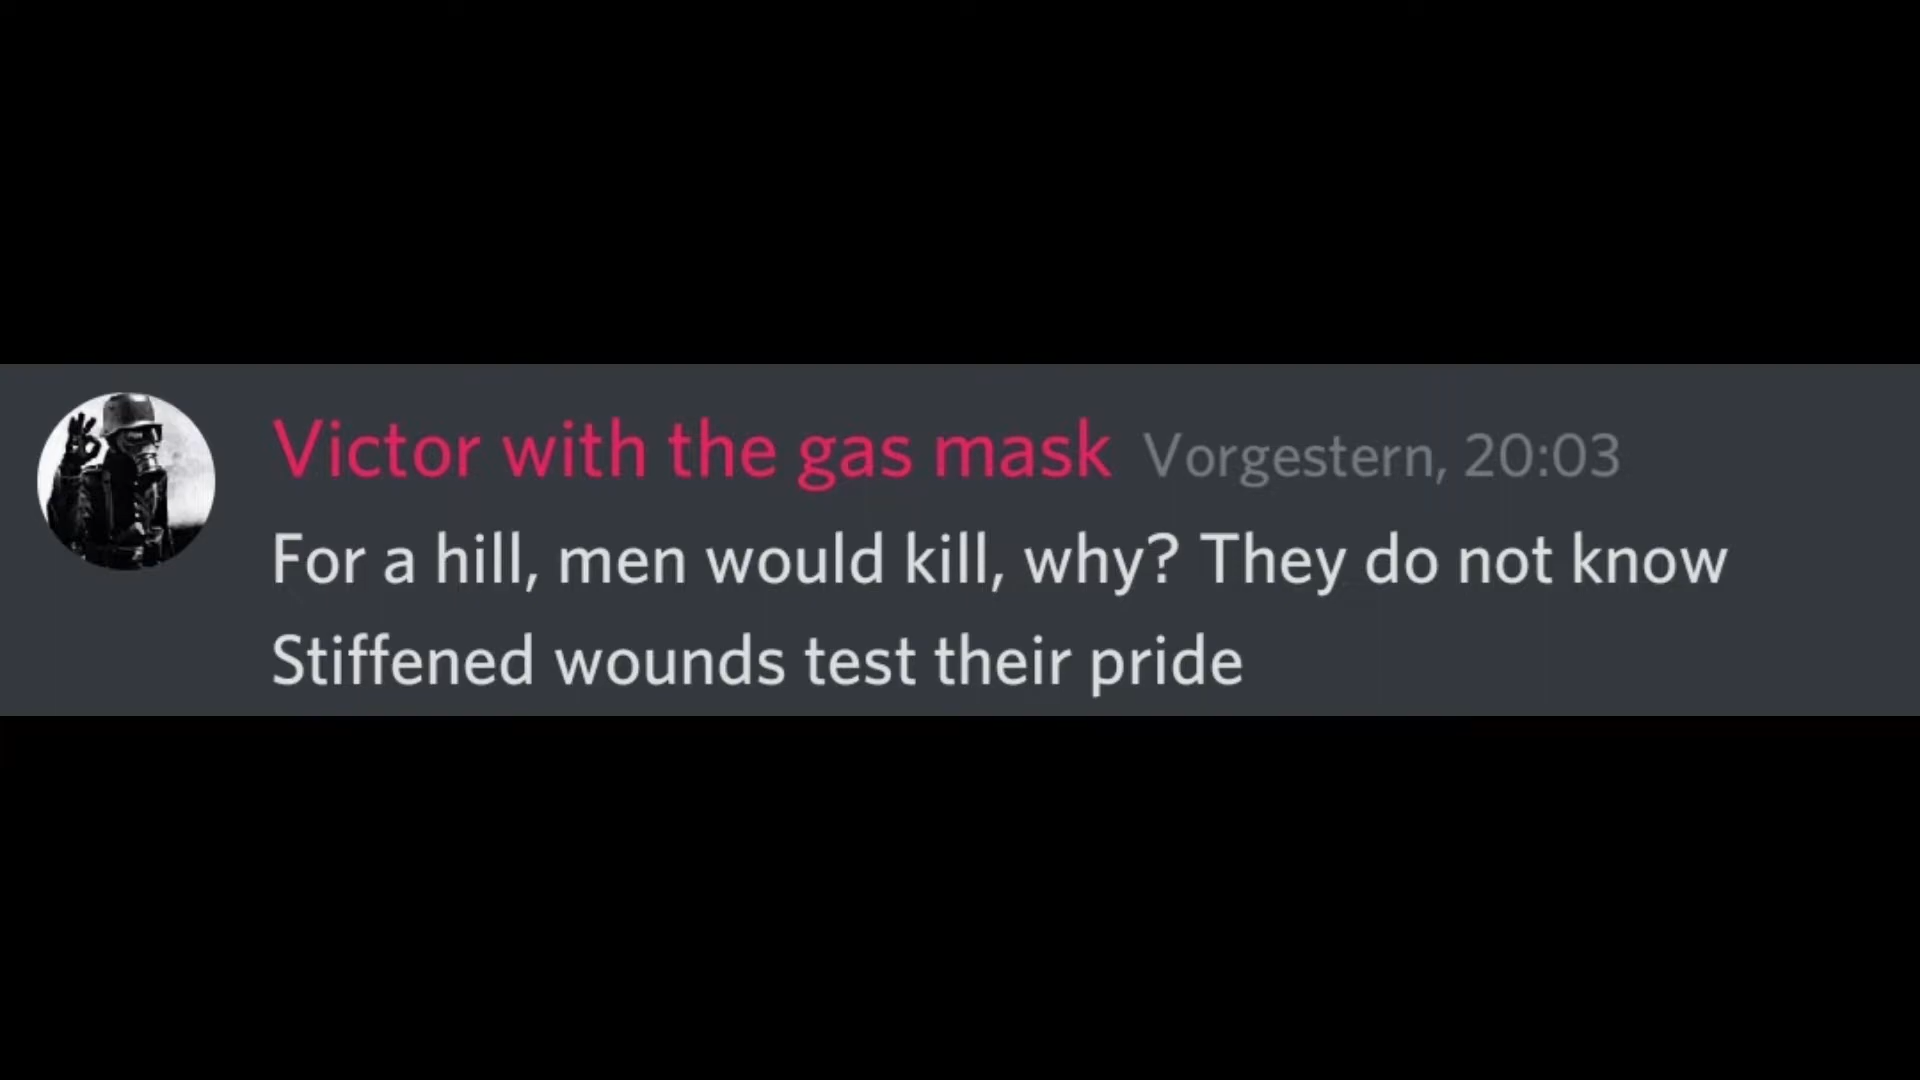 Victor with the gas mask Vorgestern, 20:03
For a hill, men would kill, why? They do not know
Stiffened wounds test their pride